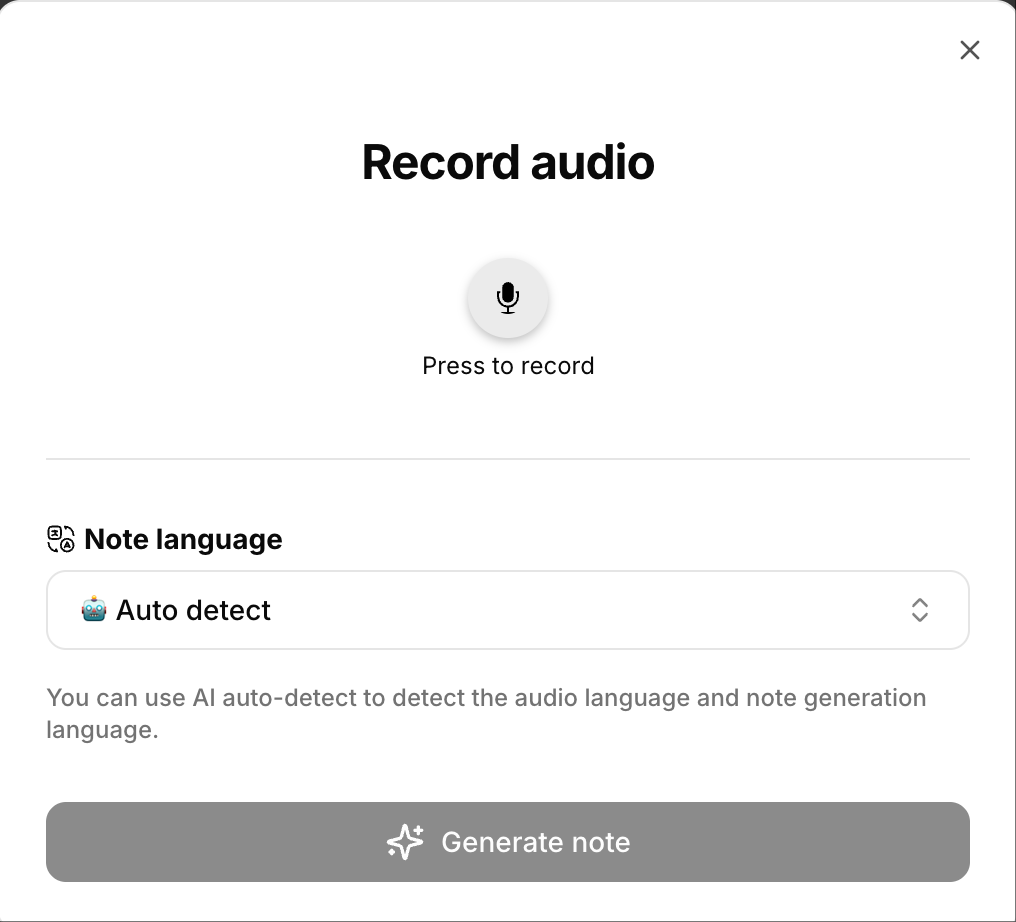 Record audio
Press to record
Note language
Auto detect
You can use AI auto-detect to detect the audio language and note generation
language.
Generate note